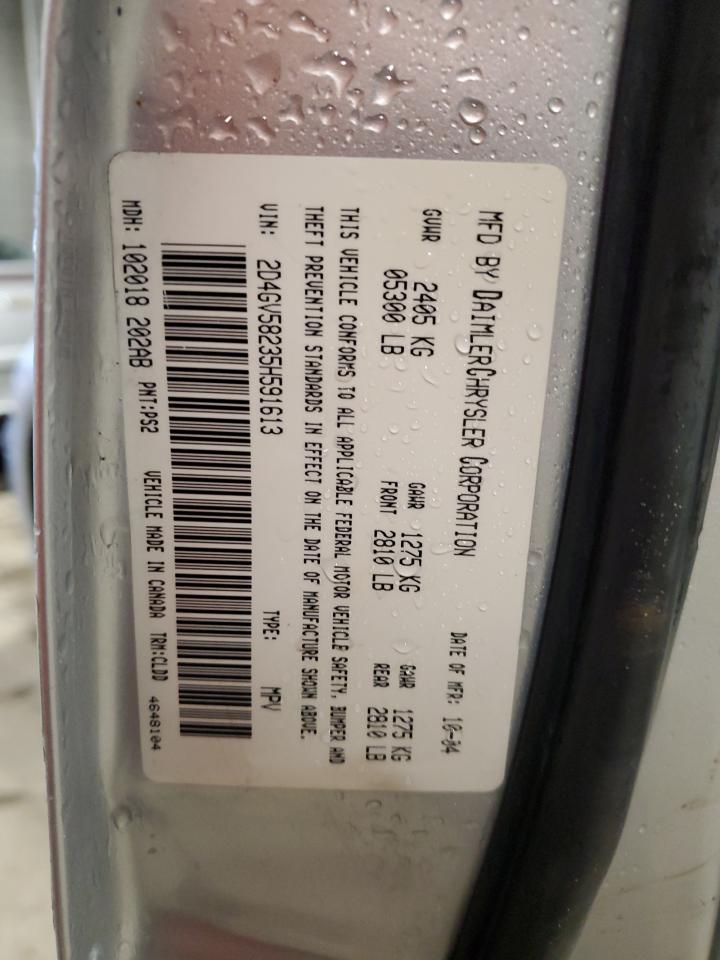 MFD BY DAIMLERCHRYSLER CORPORATION
DATE OF MFR: 10-04
GVWR 2405 KG
05300 LB
GAWR 1275 KG
FRONT 2810 LB
GAWR 1275 KG
REAR 2810 LB
THIS VEHICLE CONFORMS TO ALL APPLICABLE FEDERAL MOTOR VEHICLE SAFETY, BUMPER AND
THEFT PREVENTION STANDARDS IN EFFECT ON THE DATE OF MANUFACTURE SHOWN ABOVE.
VIN: 2D4GV58235H591613 TYPE: MPV
MDH: 102018 202AB PNT:PS2 VEHICLE MADE IN CANADA TRM:CLDD 4648104